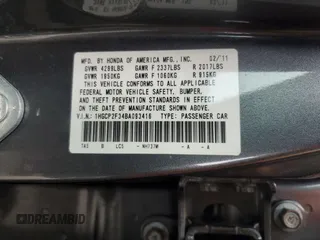 MFD. BY HONDA OF AMERICA MFG., INC. 02/11
GVWR 4299LBS GAWR F 2337LBS R 2017LBS
GVWR 1950KG GAWR F 1060KG R 915KG
THIS VEHICLE CONFORMS TO ALL APPLICABLE
FEDERAL MOTOR VEHICLE SAFETY, BUMPER,
AND THEFT PREVENTION STANDARDS IN EFFECT ON
THE DATE OF MANUFACTURE SHOWN ABOVE.
V.I.N.: 1HGCP2F34BA093416 TYPE: PASSENGER CAR
- A - A
DREAMBID